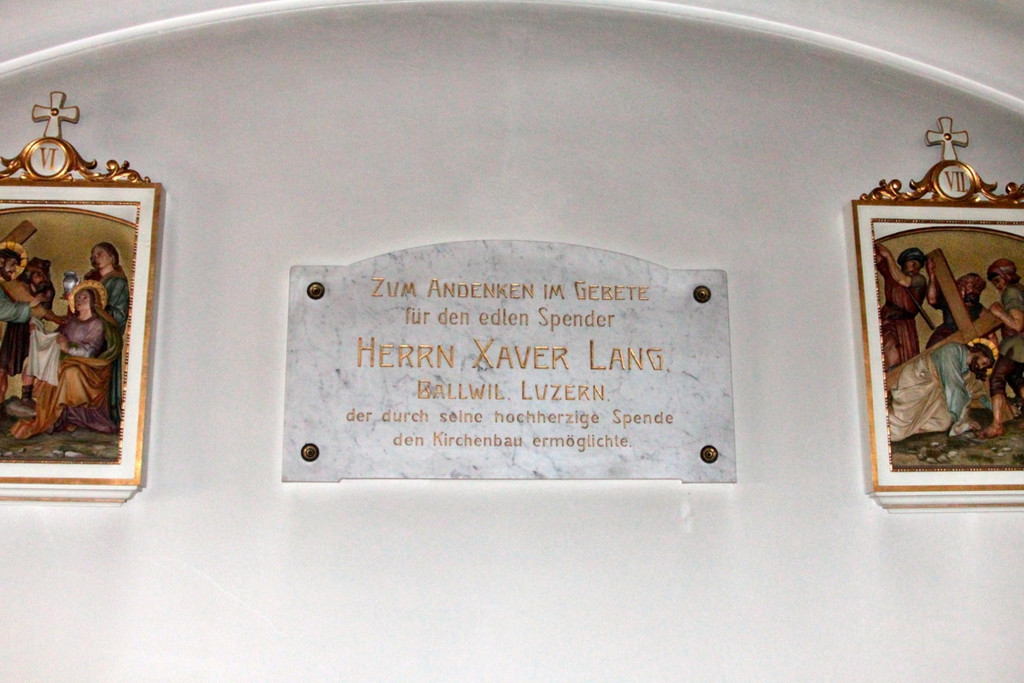 VI
VII
ZUM ANDENKEN IM GEBETE
für den edlen Spender
HERRN XAVER LANG.
BALLWIL. LUZERN.
der durch seine hochherzige Spende
den Kirchenbau ermöglichte.